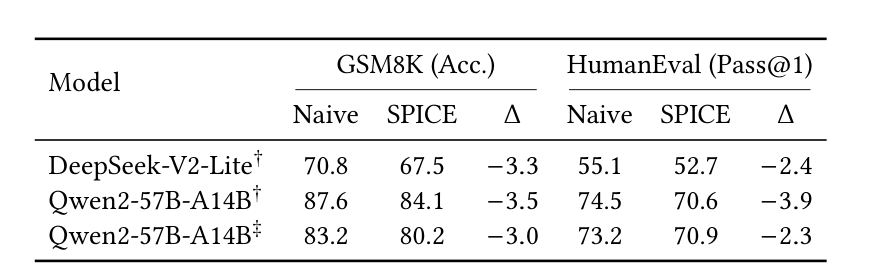 GSM8K (Acc.) HumanEval (Pass@1)
Model
Naive SPICE Δ Naive SPICE Δ
DeepSeek-V2-Lite† 70.8 67.5 −3.3 55.1 52.7 −2.4
Qwen2-57B-A14B† 87.6 84.1 −3.5 74.5 70.6 −3.9
Qwen2-57B-A14B‡ 83.2 80.2 −3.0 73.2 70.9 −2.3